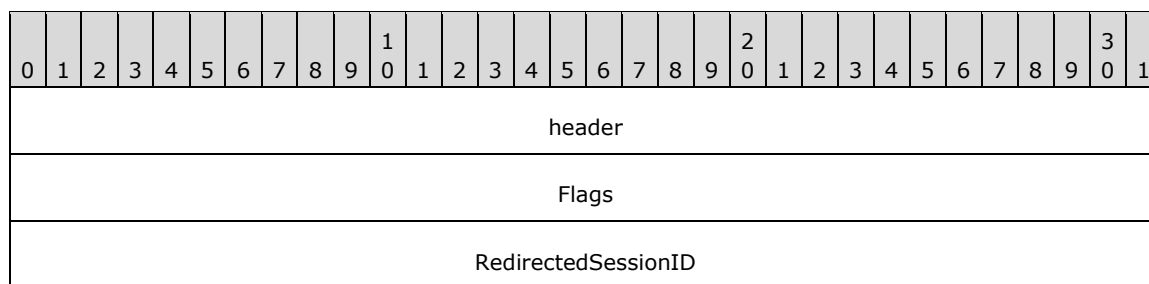 1 2 3
0 1 2 3 4 5 6 7 8 9 0 1 2 3 4 5 6 7 8 9 0 1 2 3 4 5 6 7 8 9 0 1
header
Flags
RedirectedSessionID